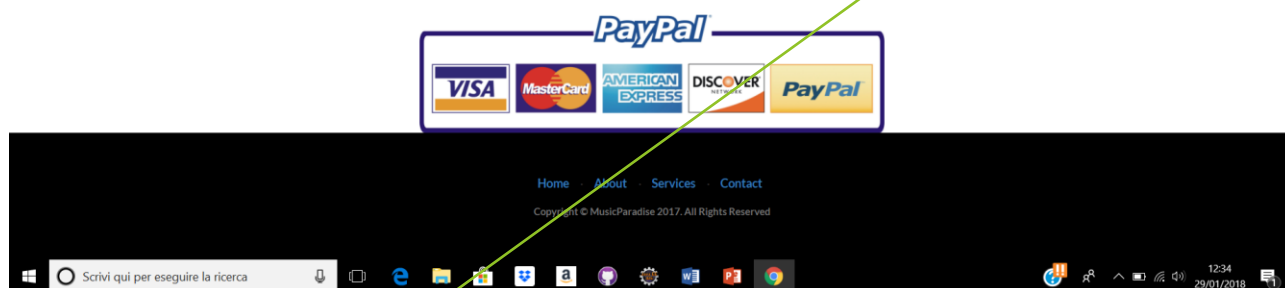 PayPal
VISA MasterCard AMERICAN EXPRESS DISCOVER NETWORK PayPal
Home · About · Services · Contact
Copyright © MusicParadise 2017. All Rights Reserved
Scrivi qui per eseguire la ricerca
12:34
29/01/2018